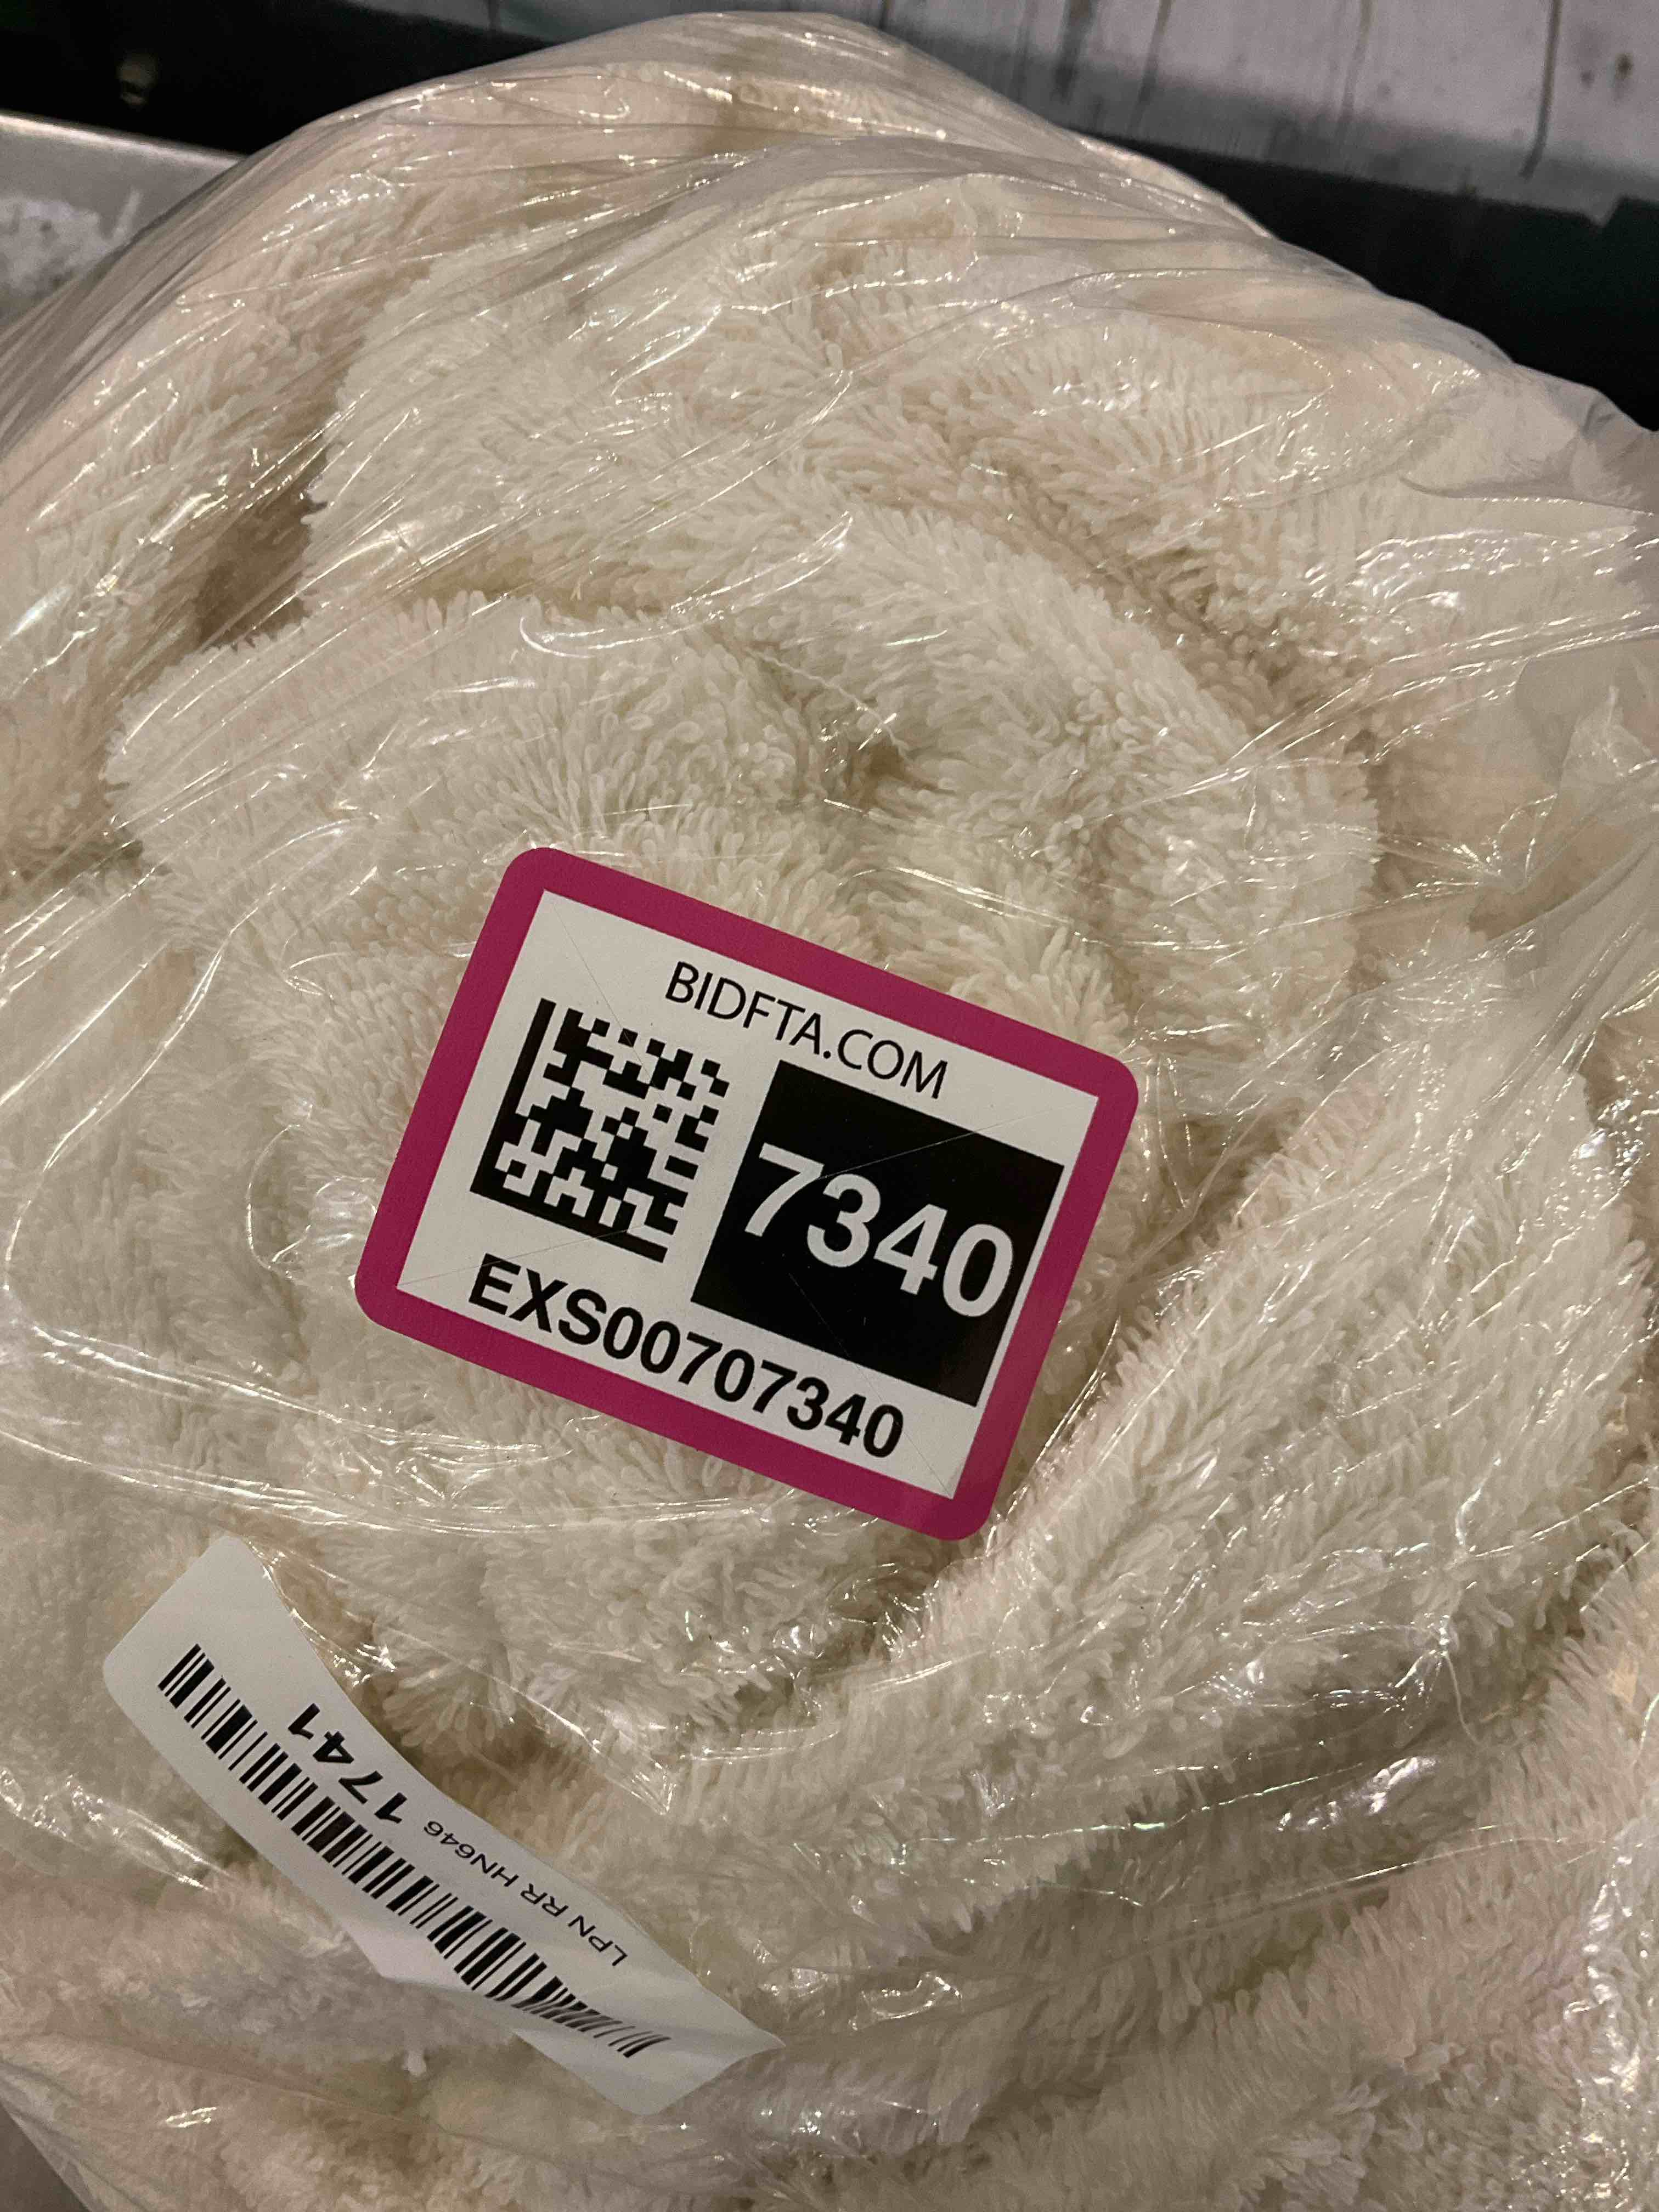 BIDFTA.COM
7340
EXS00707340
LPN RR HN646 1741